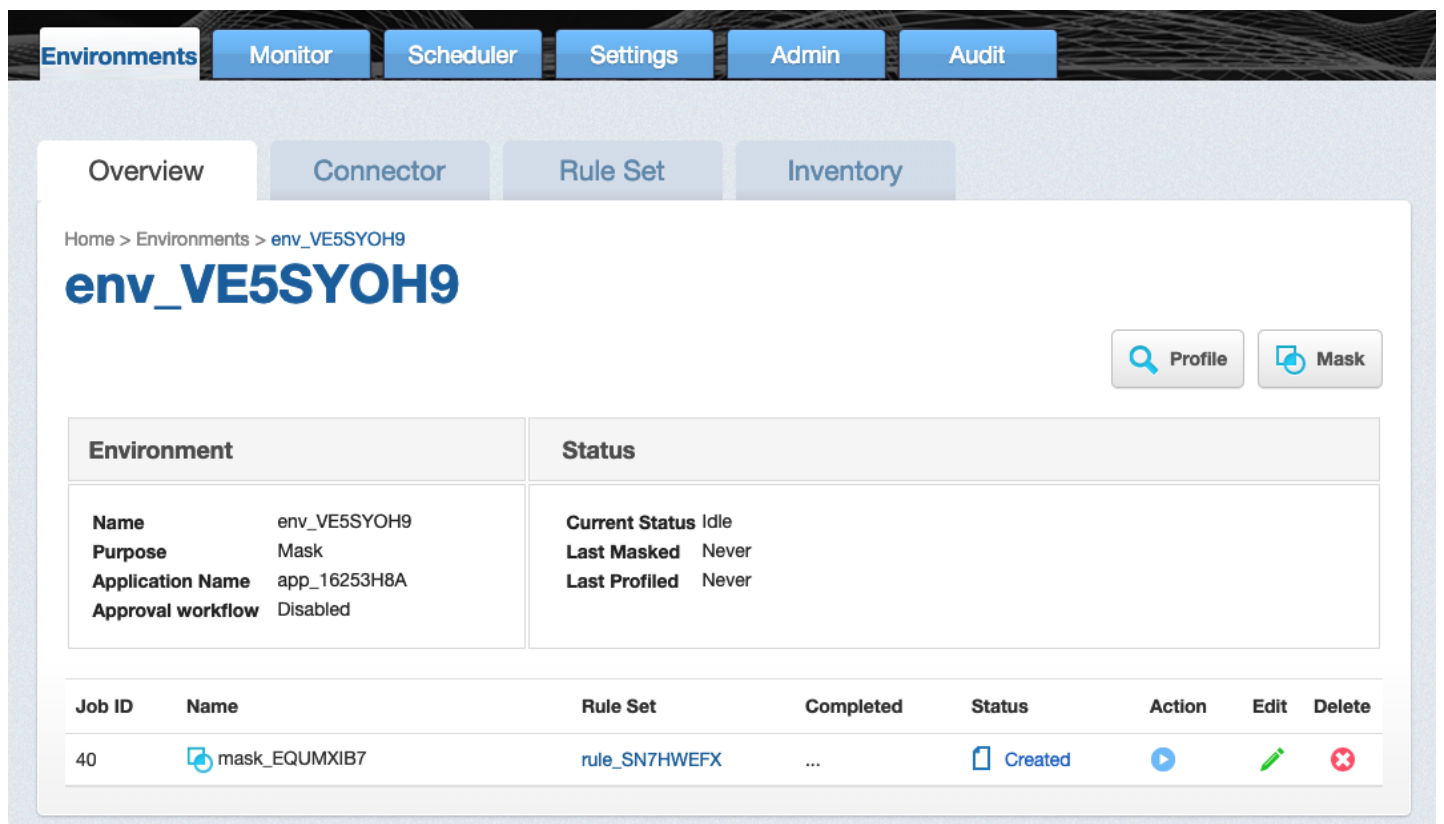 Environments Monitor Scheduler Settings Admin Audit
Overview Connector Rule Set Inventory
Home > Environments > env_VE5SYOH9
env_VE5SYOH9
Profile Mask
Environment Status
Name env_VE5SYOH9 Current Status Idle
Purpose Mask Last Masked Never
Application Name app_16253H8A Last Profiled Never
Approval workflow Disabled
Job ID Name Rule Set Completed Status Action Edit Delete
40 mask_EQUMXIB7 rule_SN7HWEFX ... Created